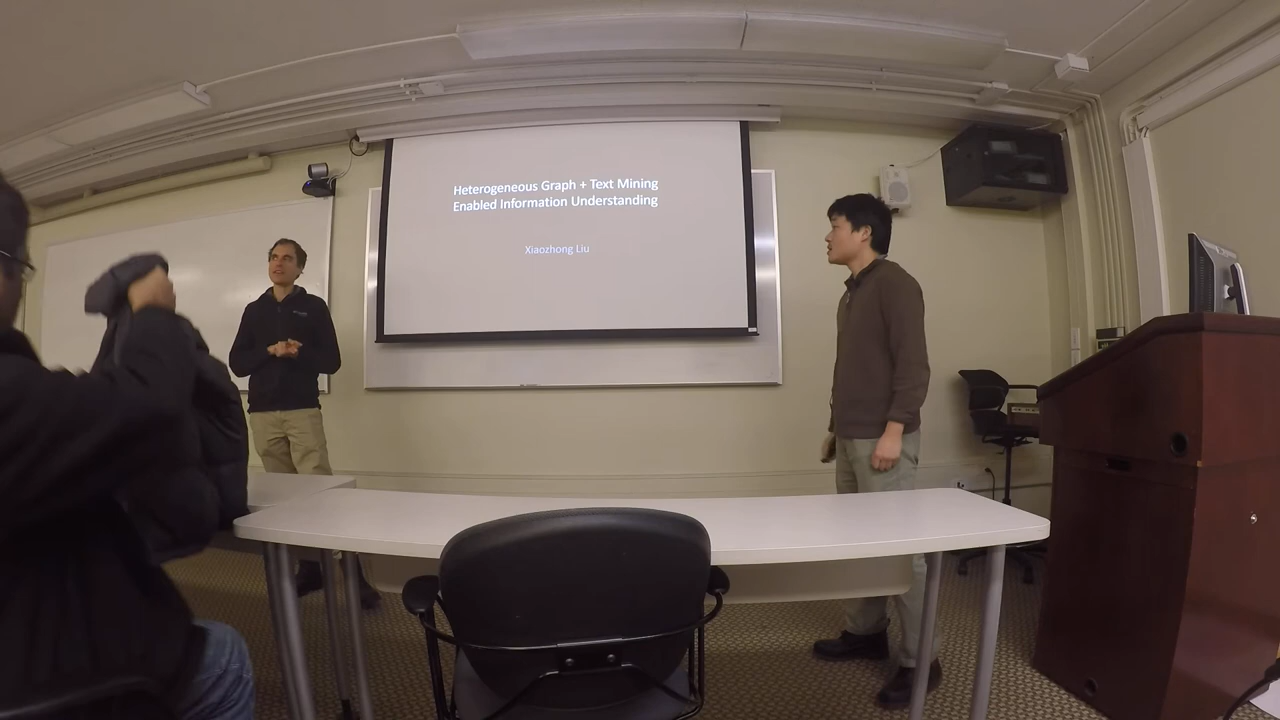 Heterogeneous Graph + Text Mining
Enabled Information Understanding
Xiaozhong Liu